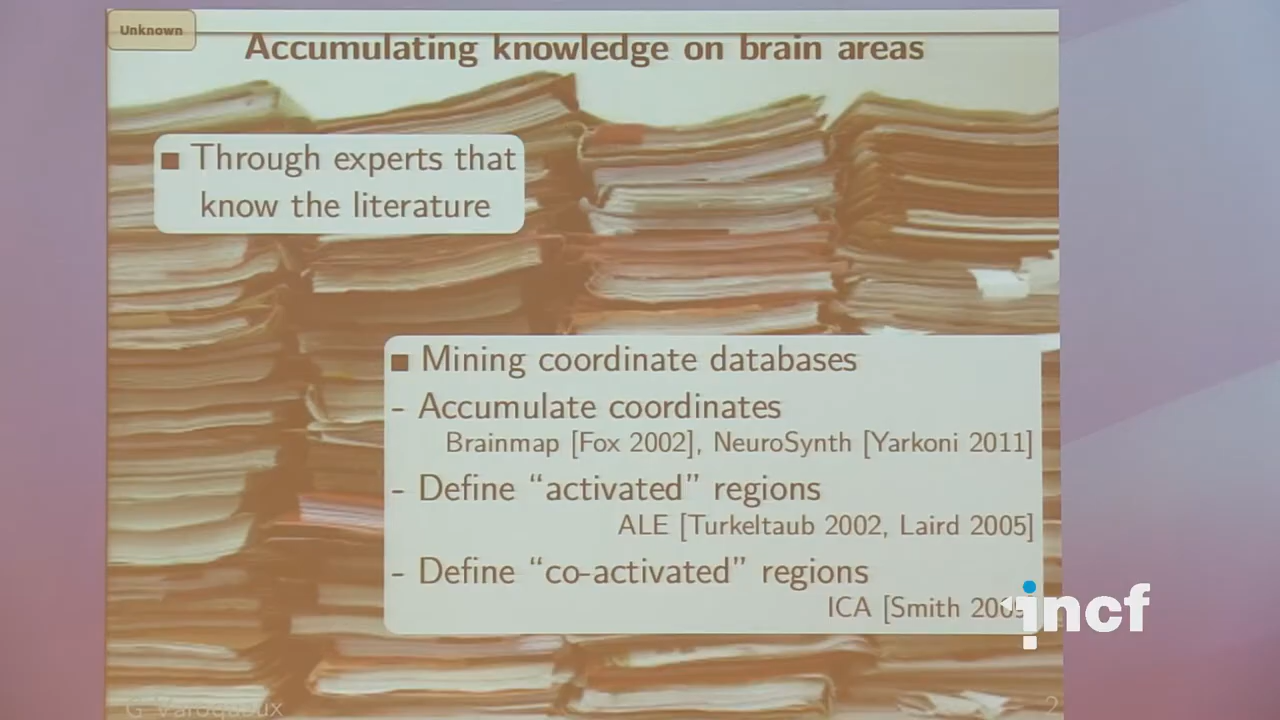 Unknown
Accumulating knowledge on brain areas
■ Through experts that
know the literature
■ Mining coordinate databases
- Accumulate coordinates
Brainmap [Fox 2002], NeuroSynth [Yarkoni 2011]
- Define “activated” regions
ALE [Turkeltaub 2002, Laird 2005]
- Define “co-activated” regions
ICA [Smith
incf
G Varoquaux
2